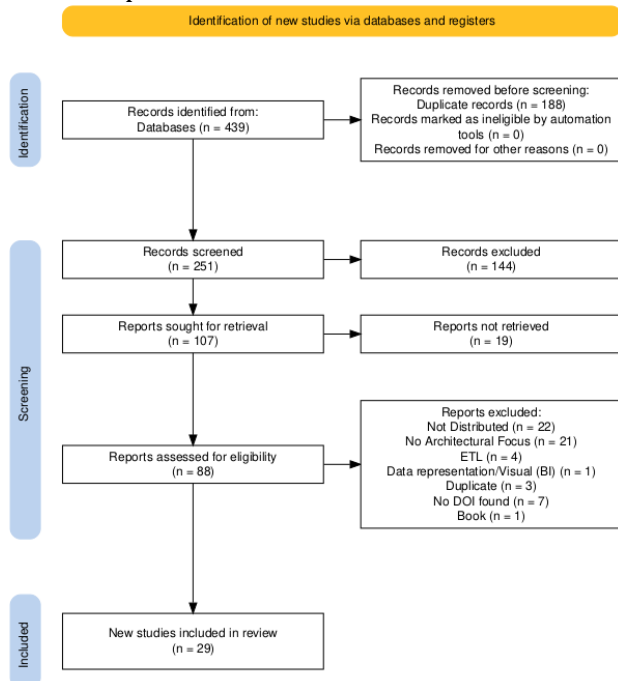 Identification of new studies via databases and registers
Identification
Records identified from:
Databases (n = 439)
Records removed before screening:
Duplicate records (n = 188)
Records marked as ineligible by automation
tools (n = 0)
Records removed for other reasons (n = 0)
Screening
Records screened
(n = 251)
Records excluded
(n = 144)
Reports sought for retrieval
(n = 107)
Reports not retrieved
(n = 19)
Reports assessed for eligibility
(n = 88)
Reports excluded:
Not Distributed (n = 22)
No Architectural Focus (n = 21)
ETL (n = 4)
Data representation/Visual (BI) (n = 1)
Duplicate (n = 3)
No DOI found (n = 7)
Book (n = 1)
Included
New studies included in review
(n = 29)